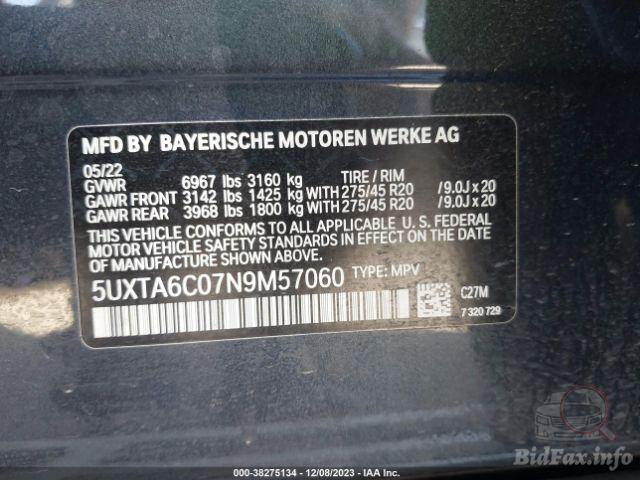 MFD BY BAYERISCHE MOTOREN WERKE AG
05/22
GVWR 6967 lbs 3160 kg TIRE / RIM
GAWR FRONT 3142 lbs 1425 kg WITH 275/45 R20 /9.0J x 20
GAWR REAR 3968 lbs 1800 kg WITH 275/45 R20 /9.0J x 20
THIS VEHICLE CONFORMS TO ALL APPLICABLE U. S. FEDERAL
MOTOR VEHICLE SAFETY STANDARDS IN EFFECT ON THE DATE OF
MANUFACTURE SHOWN ABOVE.
5UXTA6C07N9M57060 TYPE: MPV
C27M
7 320 729
BidFax.info
000-38275134 - 12/08/2023 - IAA Inc.